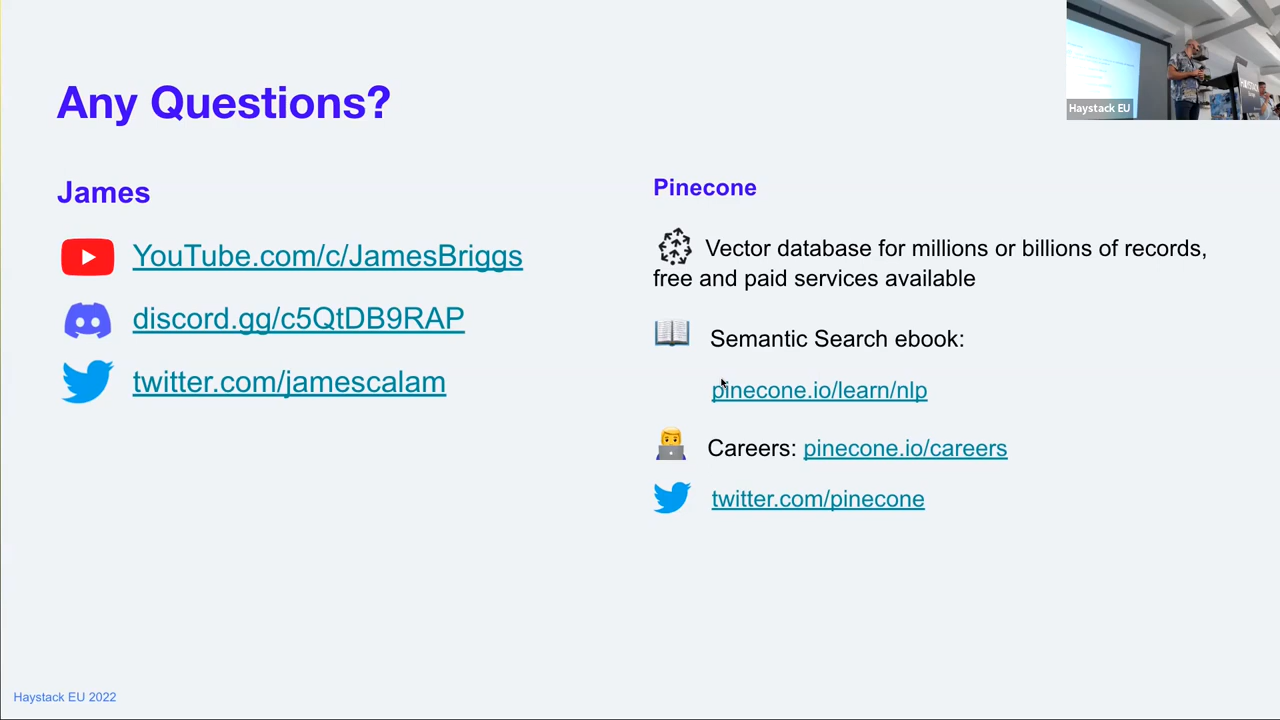 Any Questions?
James
YouTube.com/c/JamesBriggs
discord.gg/c5QtDB9RAP
twitter.com/jamescalam
Pinecone
Vector database for millions or billions of records,
free and paid services available
Semantic Search ebook:
pinecone.io/learn/nlp
Careers: pinecone.io/careers
twitter.com/pinecone
Haystack EU
Haystack EU 2022